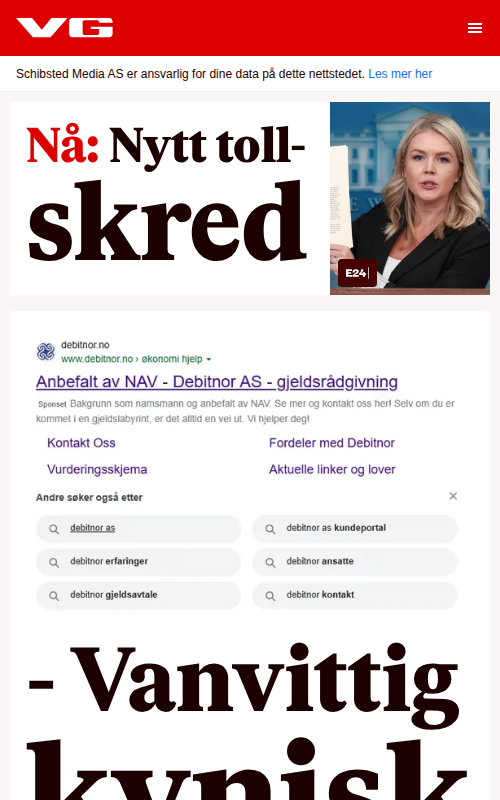 VG
Schibsted Media AS er ansvarlig for dine data på dette nettstedet. Les mer her
Nå: Nytt toll-
skred
E24
debitnor.no
www.debitnor.no › økonomi hjelp
Anbefalt av NAV - Debitnor AS - gjeldsrådgivning
Sponset Bakgrunn som namsmann og anbefalt av NAV. Se mer og kontakt oss her! Selv om du er
kommet i en gjeldslabyrint, er det alltid en vei ut. Vi hjelper deg!
Kontakt Oss Fordeler med Debitnor
Vurderingsskjema Aktuelle linker og lover
Andre søker også etter
debitnor as debitnor as kundeportal
debitnor erfaringer debitnor ansatte
debitnor gjeldsavtale debitnor kontakt
- Vanvittig
kynisk